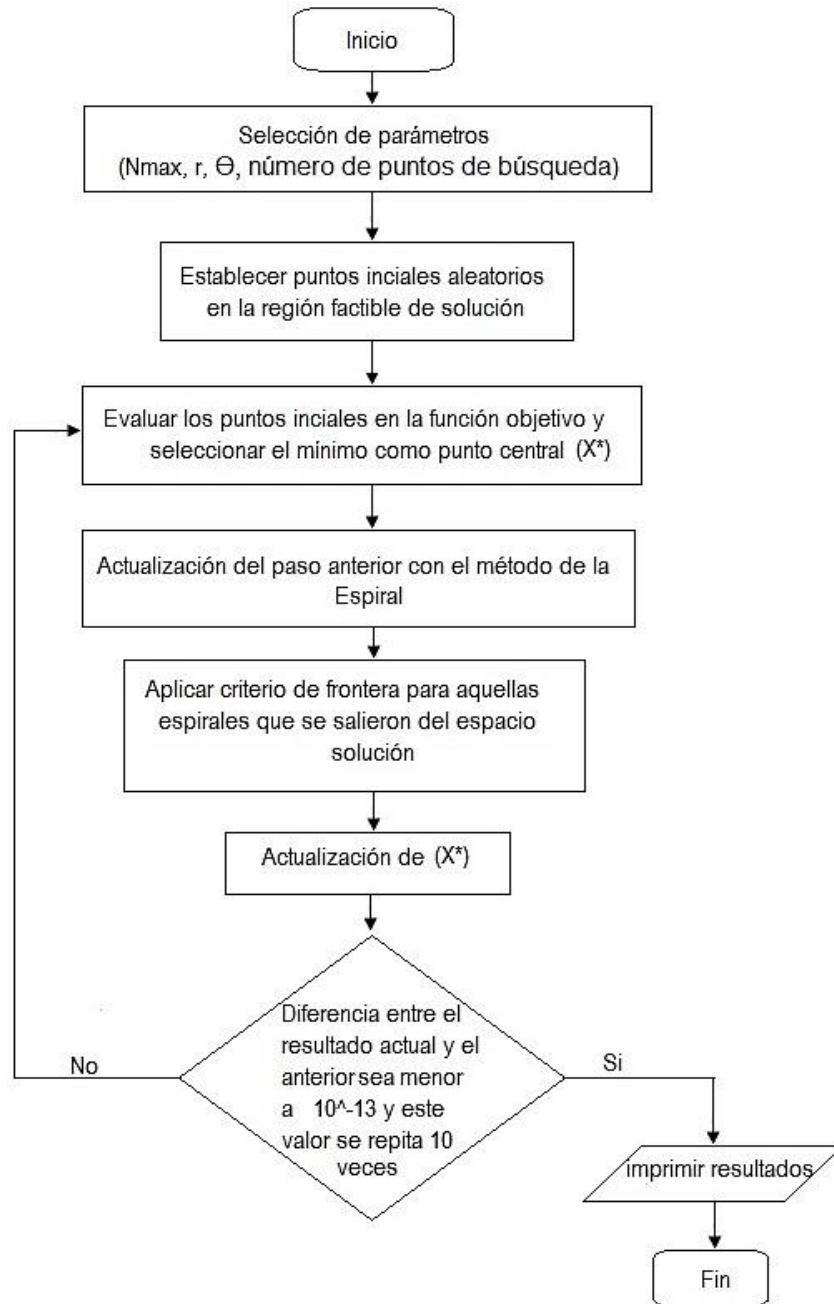 Inicio
Selección de parámetros
(Nmax, r, Ө, número de puntos de búsqueda)
Establecer puntos inciales aleatorios
en la región factible de solución
Evaluar los puntos inciales en la función objetivo y
seleccionar el mínimo como punto central (X*)
Actualización del paso anterior con el método de la
Espiral
Aplicar criterio de frontera para aquellas
espirales que se salieron del espacio
solución
Actualización de (X*)
Diferencia entre el
resultado actual y el
anterior sea menor
a 10^-13 y este
valor se repita 10
veces
No
Si
imprimir resultados
Fin